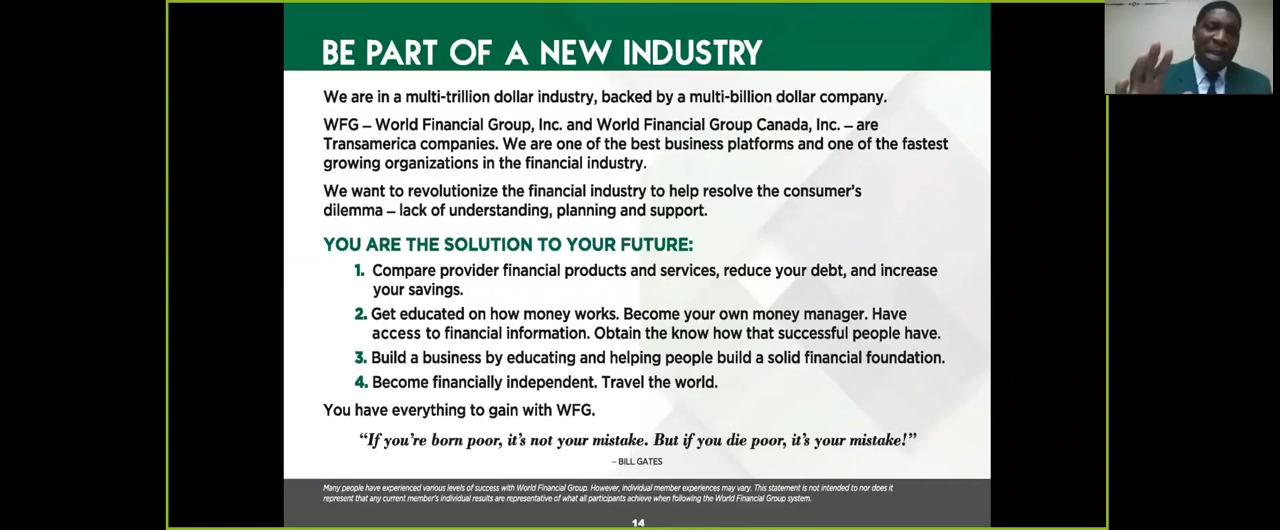 BE PART OF A NEW INDUSTRY
We are in a multi-trillion dollar industry, backed by a multi-billion dollar company.
WFG – World Financial Group, Inc. and World Financial Group Canada, Inc. – are
Transamerica companies. We are one of the best business platforms and one of the fastest
growing organizations in the financial industry.
We want to revolutionize the financial industry to help resolve the consumer's
dilemma – lack of understanding, planning and support.
YOU ARE THE SOLUTION TO YOUR FUTURE:
1. Compare provider financial products and services, reduce your debt, and increase
your savings.
2. Get educated on how money works. Become your own money manager. Have
access to financial information. Obtain the know how that successful people have.
3. Build a business by educating and helping people build a solid financial foundation.
4. Become financially independent. Travel the world.
You have everything to gain with WFG.
“If you're born poor, it's not your mistake. But if you die poor, it's your mistake!”
– BILL GATES
Many people have experienced various levels of success with World Financial Group. However, individual member experiences may vary. This statement is not intended to nor does it
represent that any current member's individual results are representative of what all participants achieve when following the World Financial Group system.
14